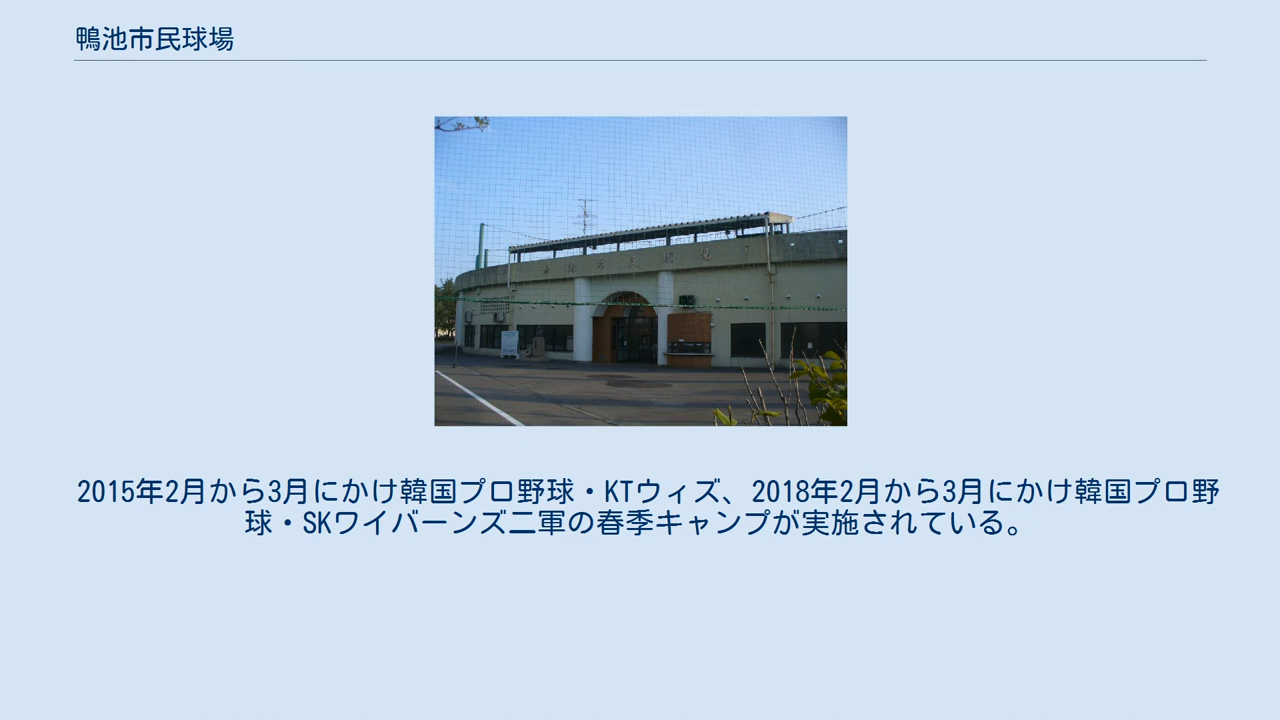 鴨池市民球場
2015年2月から3月にかけ韓国プロ野球・KTウィズ、2018年2月から3月にかけ韓国プロ野
球・SKワイバーンズ二軍の春季キャンプが実施されている。